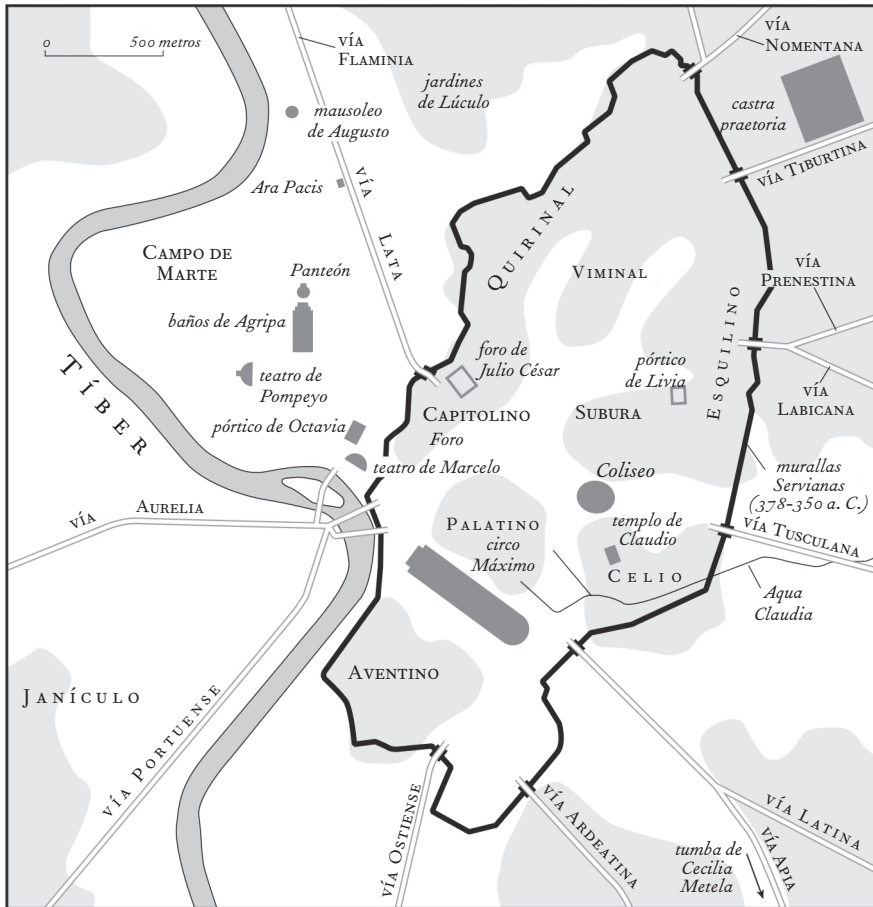 0 500 metros
vía
FLAMINIA
vía
NOMENTANA
jardines
de Lúculo
mausoleo
de Augusto
castra
praetoria
vía TIBURTINA
Ara Pacis
vía
LATA
CAMPO DE
MARTE
QUIRINAL
VIMINAL
vía
PRENESTINA
Panteón
baños de Agripa
foro de
Julio César
pórtico
de Livia
ESQUILINO
TÍBER
teatro de
Pompeyo
vía
LABICANA
CAPITOLINO
SUBURA
pórtico de Octavia
Foro
teatro de Marcelo
Coliseo
murallas
Servianas
(378-350 a. C.)
vía AURELIA
PALATINO
templo de
Claudio
vía TUSCULANA
circo
Máximo
CELIO
Aqua
Claudia
AVENTINO
JANÍCULO
vía PORTUENSE
vía OSTIENSE
vía ARDEATINA
vía LATINA
vía APIA
tumba de
Cecilia
Metela